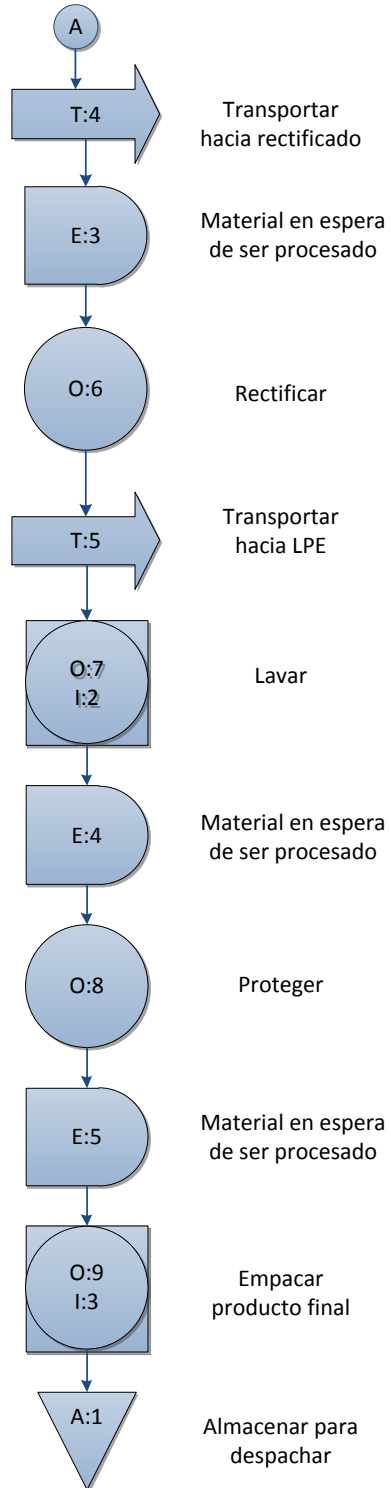 A
T:4
Transportar
hacia rectificado
E:3
Material en espera
de ser procesado
O:6
Rectificar
T:5
Transportar
hacia LPE
O:7
I:2
Lavar
E:4
Material en espera
de ser procesado
O:8
Proteger
E:5
Material en espera
de ser procesado
O:9
I:3
Empacar
producto final
A:1
Almacenar para
despachar